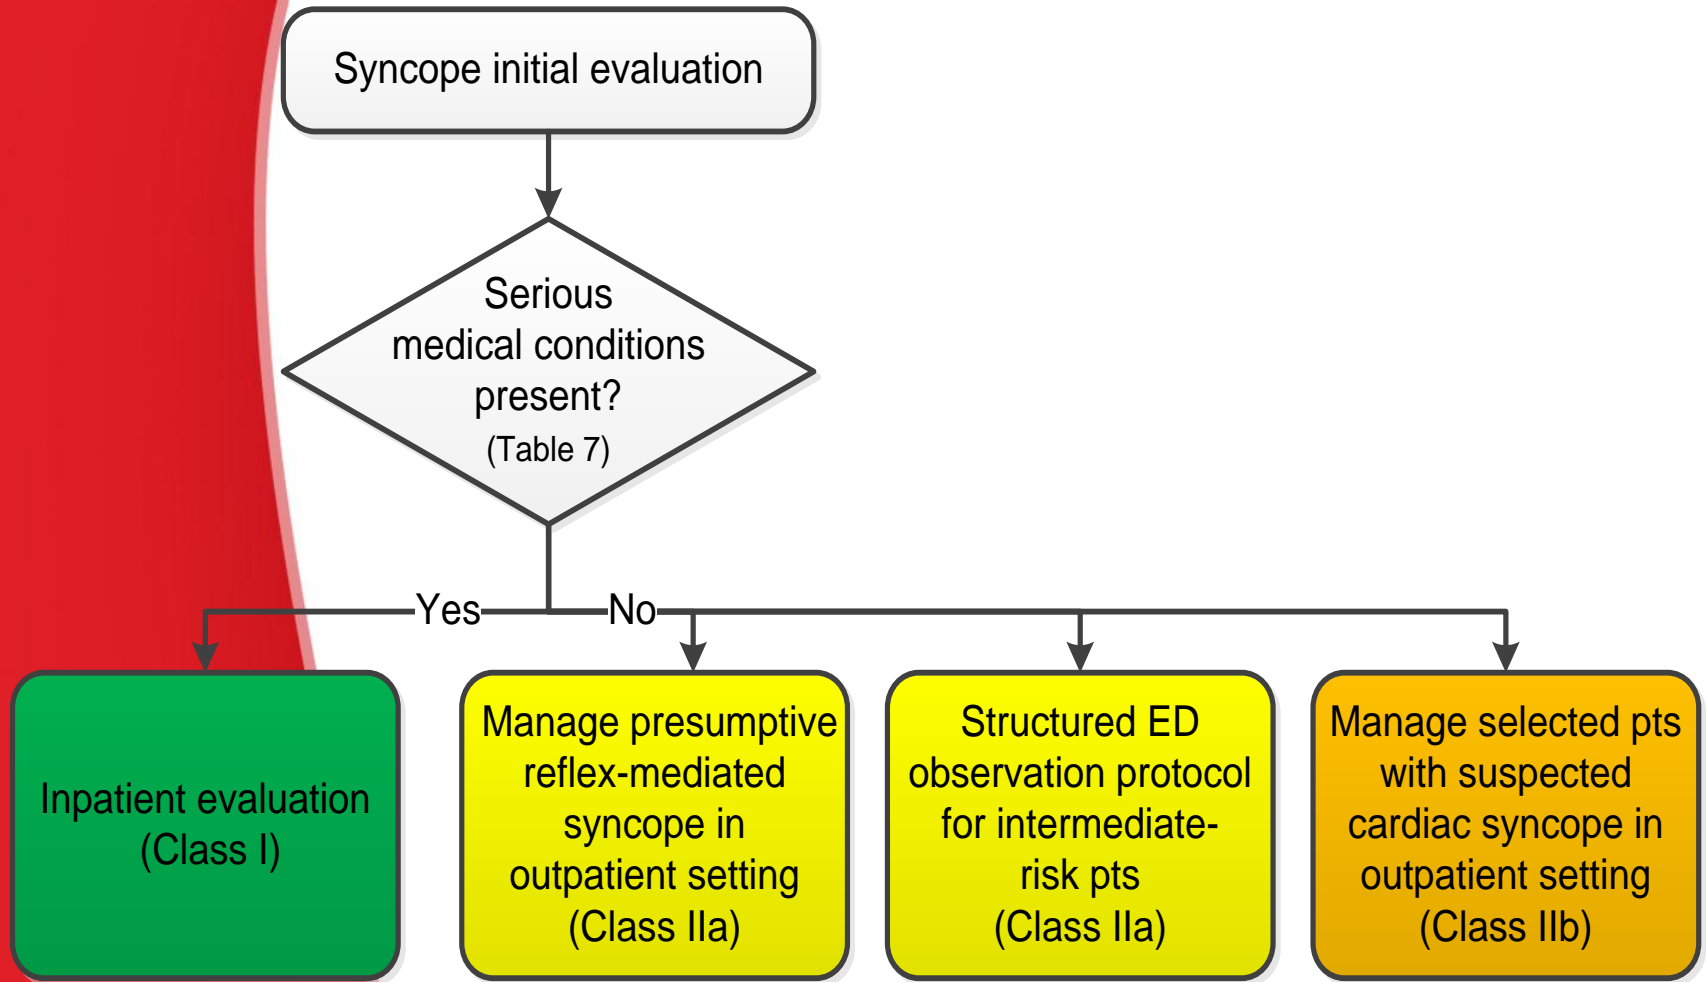 Syncope initial evaluation
Serious
medical conditions
present?
(Table 7)
Yes
No
Inpatient evaluation
(Class I)
Manage presumptive
reflex-mediated
syncope in
outpatient setting
(Class IIa)
Structured ED
observation protocol
for intermediate-
risk pts
(Class IIa)
Manage selected pts
with suspected
cardiac syncope in
outpatient setting
(Class IIb)